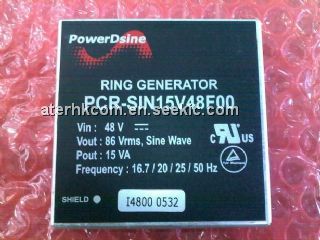 PowerDsine
RING GENERATOR
PCR-SIN15V48F00
aterhkcom.seekic.com
Vin : 48 V
Vout : 86 Vrms, Sine Wave
Pout : 15 VA
Frequency : 16.7 / 20 / 25 / 50 Hz
c RU US
SHIELD
I4800 0532